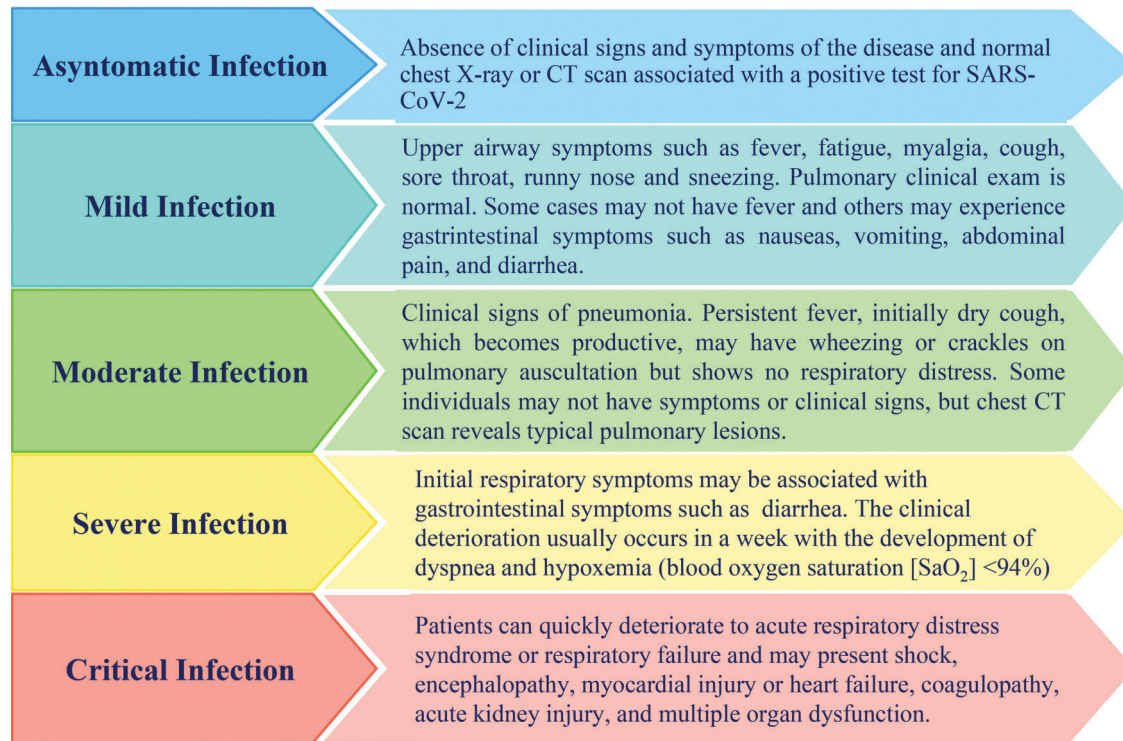 Asyntomatic Infection
Absence of clinical signs and symptoms of the disease and normal
chest X-ray or CT scan associated with a positive test for SARS-
CoV-2
Mild Infection
Upper airway symptoms such as fever, fatigue, myalgia, cough,
sore throat, runny nose and sneezing. Pulmonary clinical exam is
normal. Some cases may not have fever and others may experience
gastrintestinal symptoms such as nauseas, vomiting, abdominal
pain, and diarrhea.
Moderate Infection
Clinical signs of pneumonia. Persistent fever, initially dry cough,
which becomes productive, may have wheezing or crackles on
pulmonary auscultation but shows no respiratory distress. Some
individuals may not have symptoms or clinical signs, but chest CT
scan reveals typical pulmonary lesions.
Severe Infection
Initial respiratory symptoms may be associated with
gastrointestinal symptoms such as diarrhea. The clinical
deterioration usually occurs in a week with the development of
dyspnea and hypoxemia (blood oxygen saturation [SaO₂] <94%)
Critical Infection
Patients can quickly deteriorate to acute respiratory distress
syndrome or respiratory failure and may present shock,
encephalopathy, myocardial injury or heart failure, coagulopathy,
acute kidney injury, and multiple organ dysfunction.